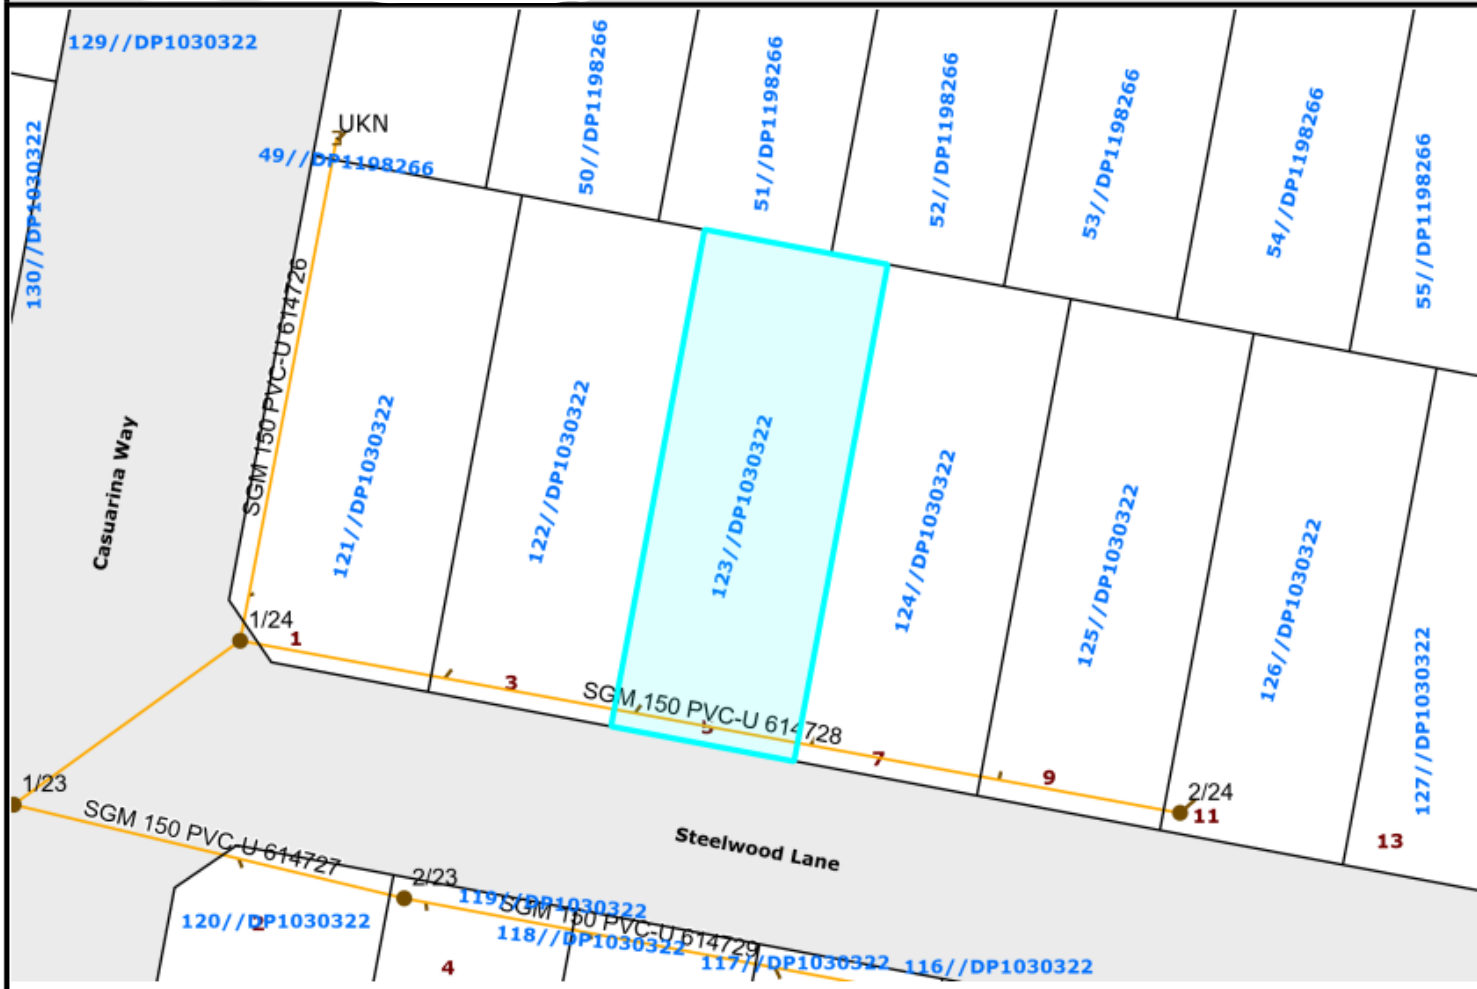 129//DP1030322
130//DP1030322
UKN
49//DP1198266
50//DP1198266
51//DP1198266
52//DP1198266
53//DP1198266
54//DP1198266
55//DP1198266
SGM 150 PVC-U 614726
Casuarina Way
121//DP1030322
122//DP1030322
123//DP1030322
124//DP1030322
125//DP1030322
126//DP1030322
127//DP1030322
1/24
1
3
SGM 150 PVC-U 614728
5
7
9
2/24
11
13
1/23
SGM 150 PVC-U 614727
Steelwood Lane
2/23
119//DP1030322
SGM 150 PVC-U 614729
120//DP1030322
2
118//DP1030322
117//DP1030322
116//DP1030322
4